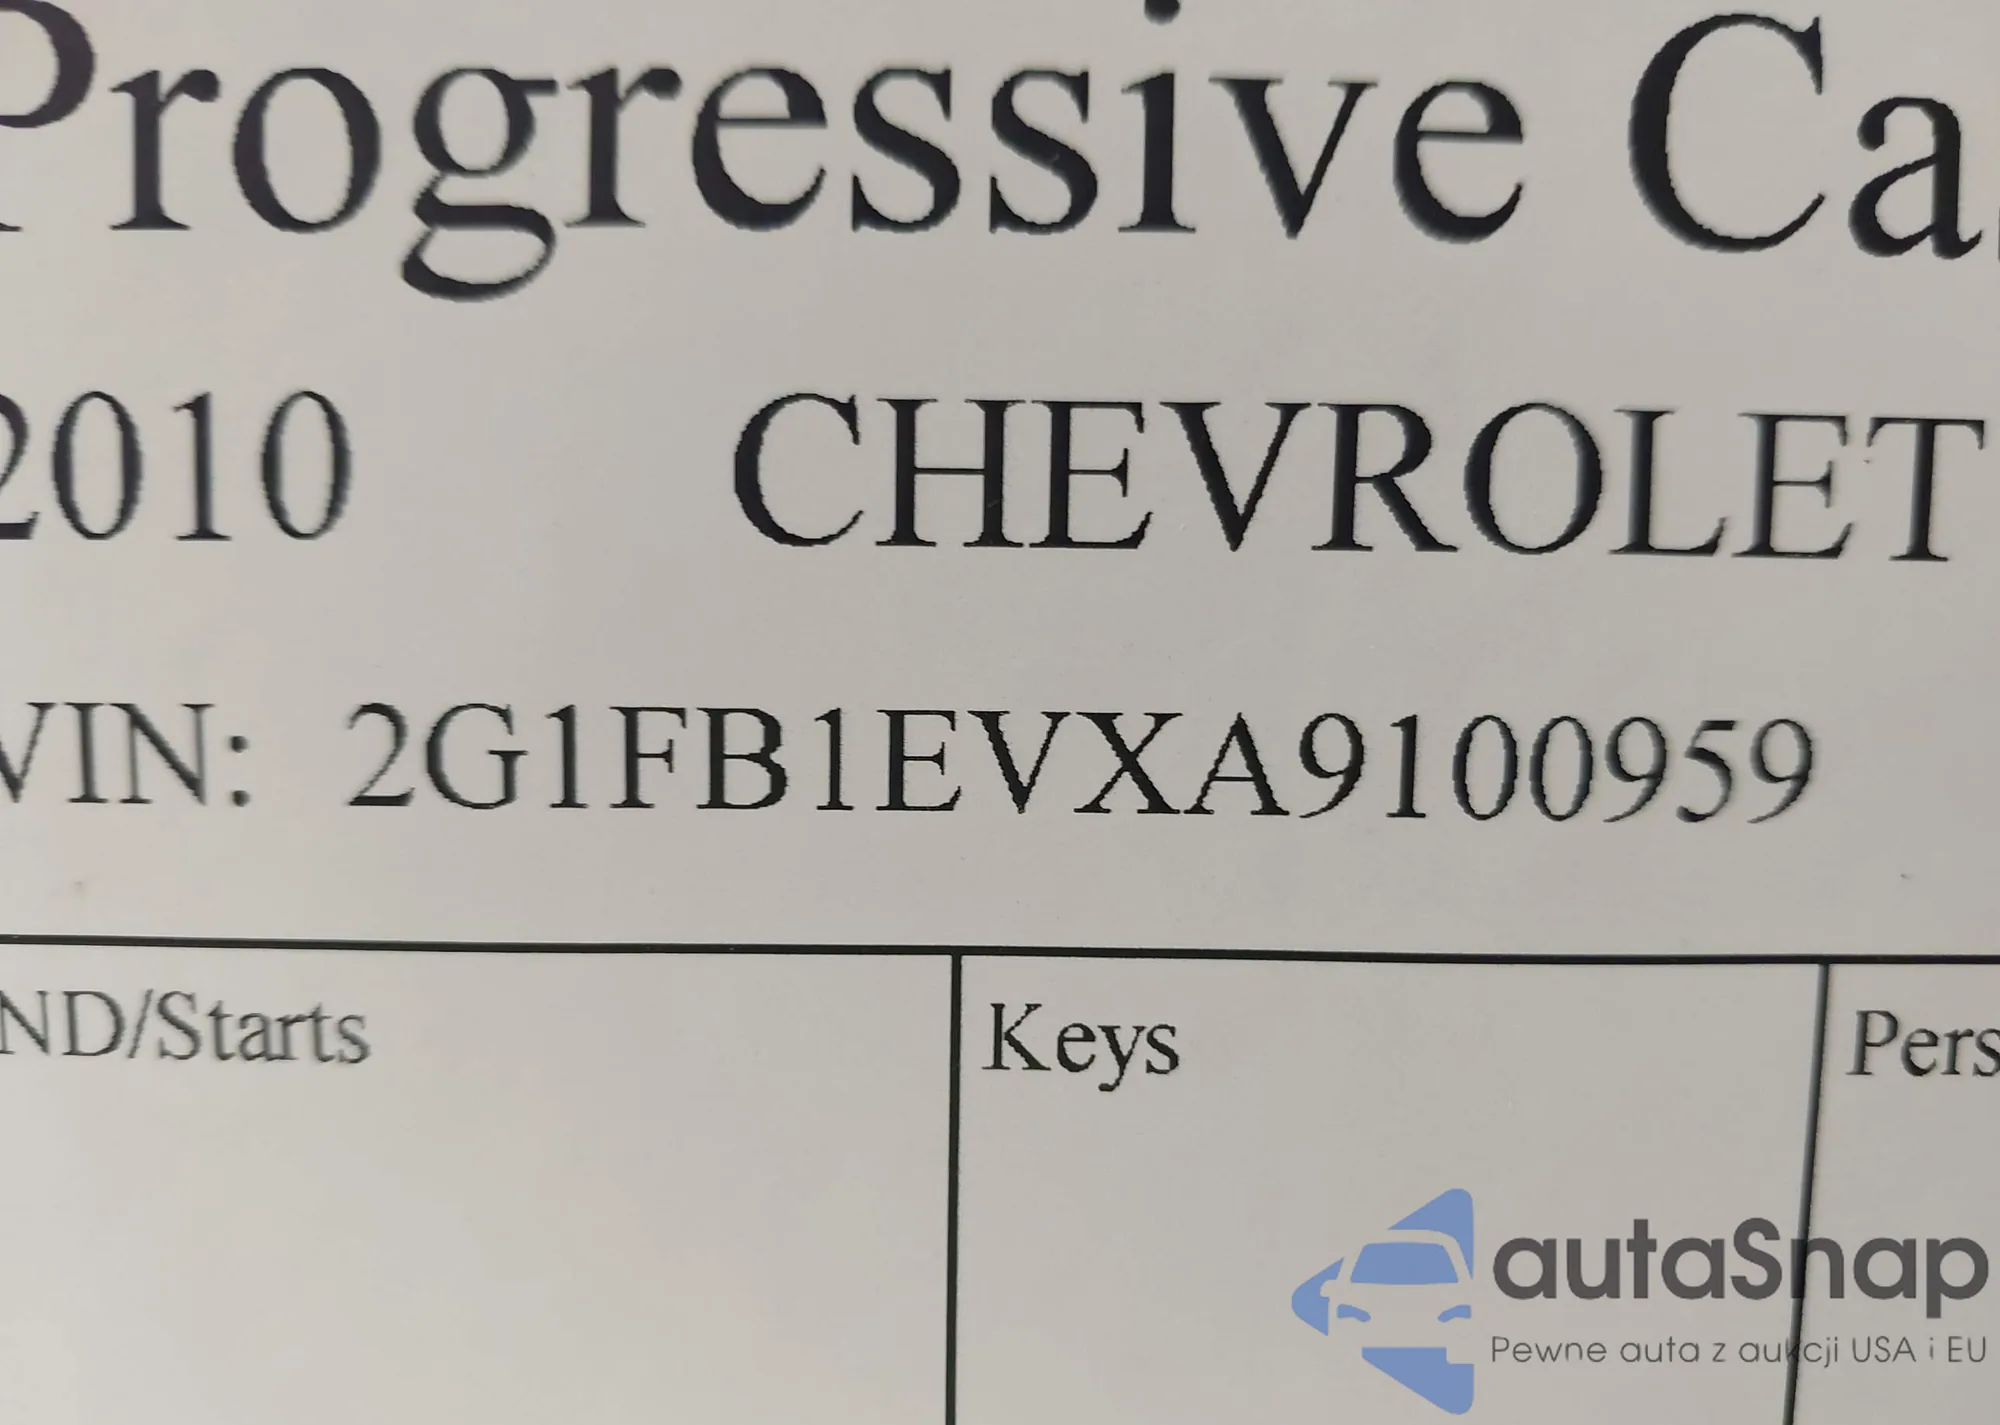 Progressive Ca
2010 CHEVROLET
VIN: 2G1FB1EVXA9100959
ND/Starts Keys Pers
autaSnap
Pewne auta z aukcji USA i EU